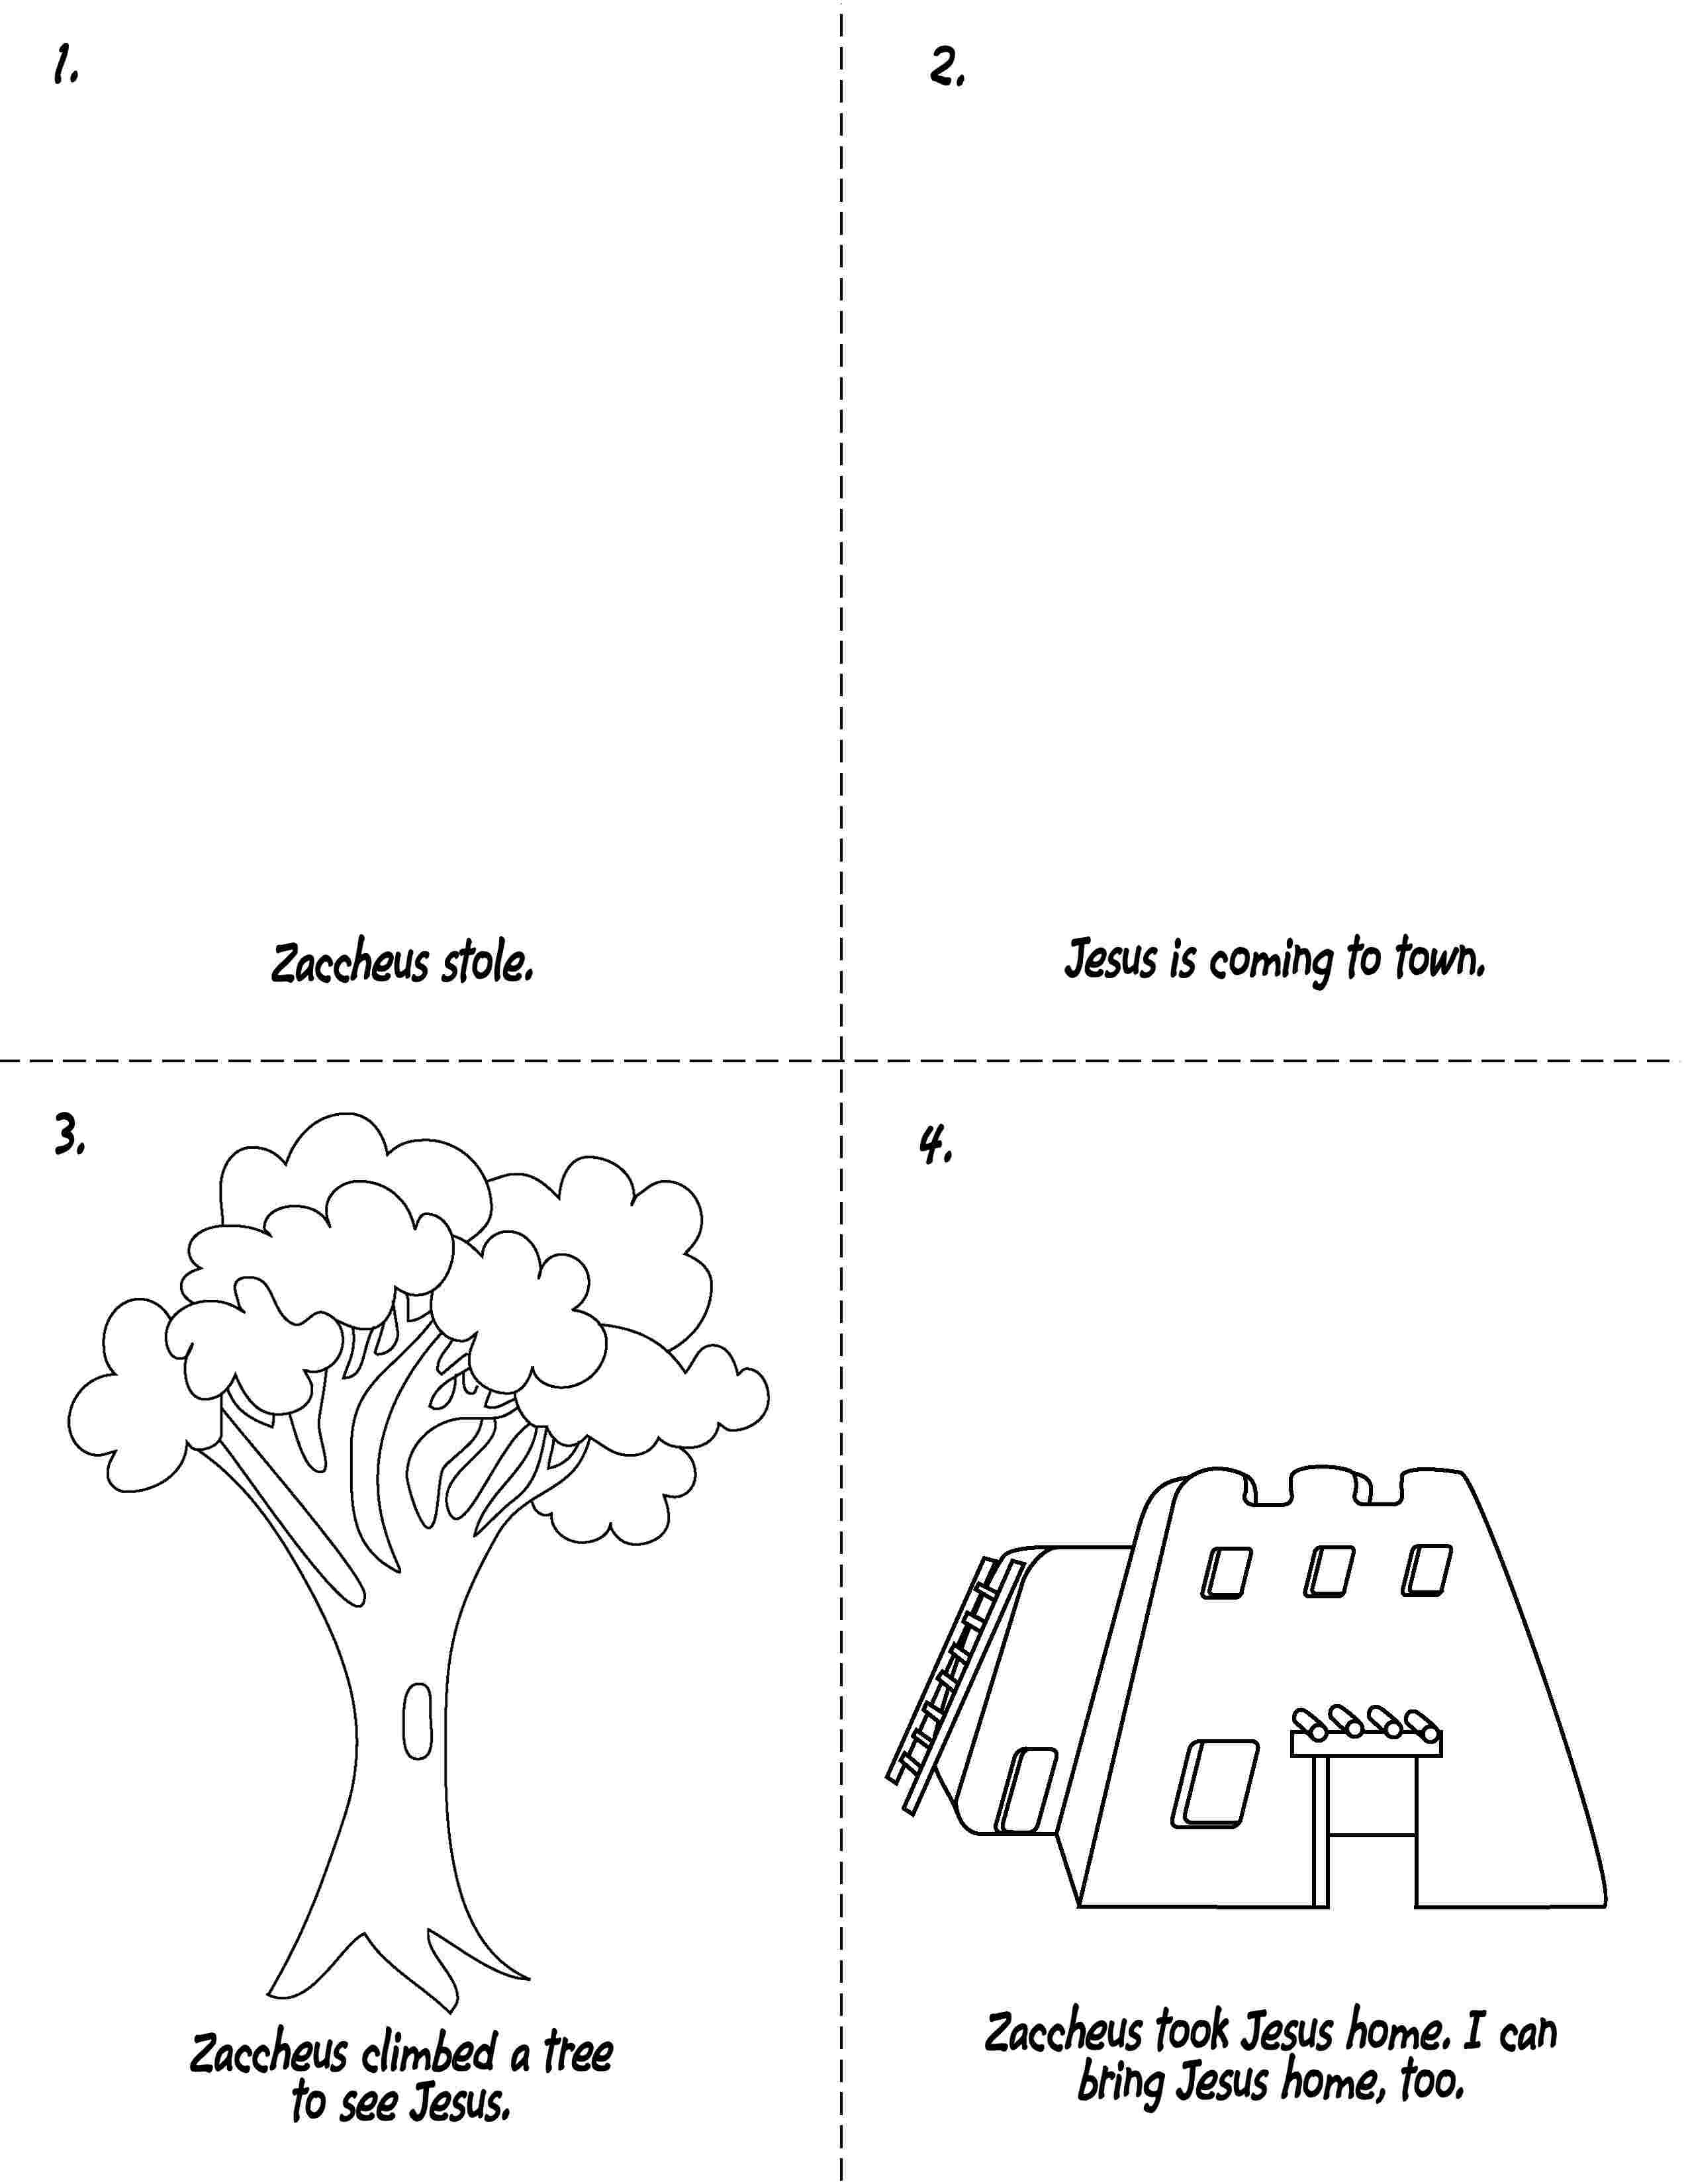 1.
Zaccheus stole.
2.
Jesus is coming to town.
3.
Zaccheus climbed a tree
to see Jesus.
4.
Zaccheus took Jesus home. I can
bring Jesus home, too.